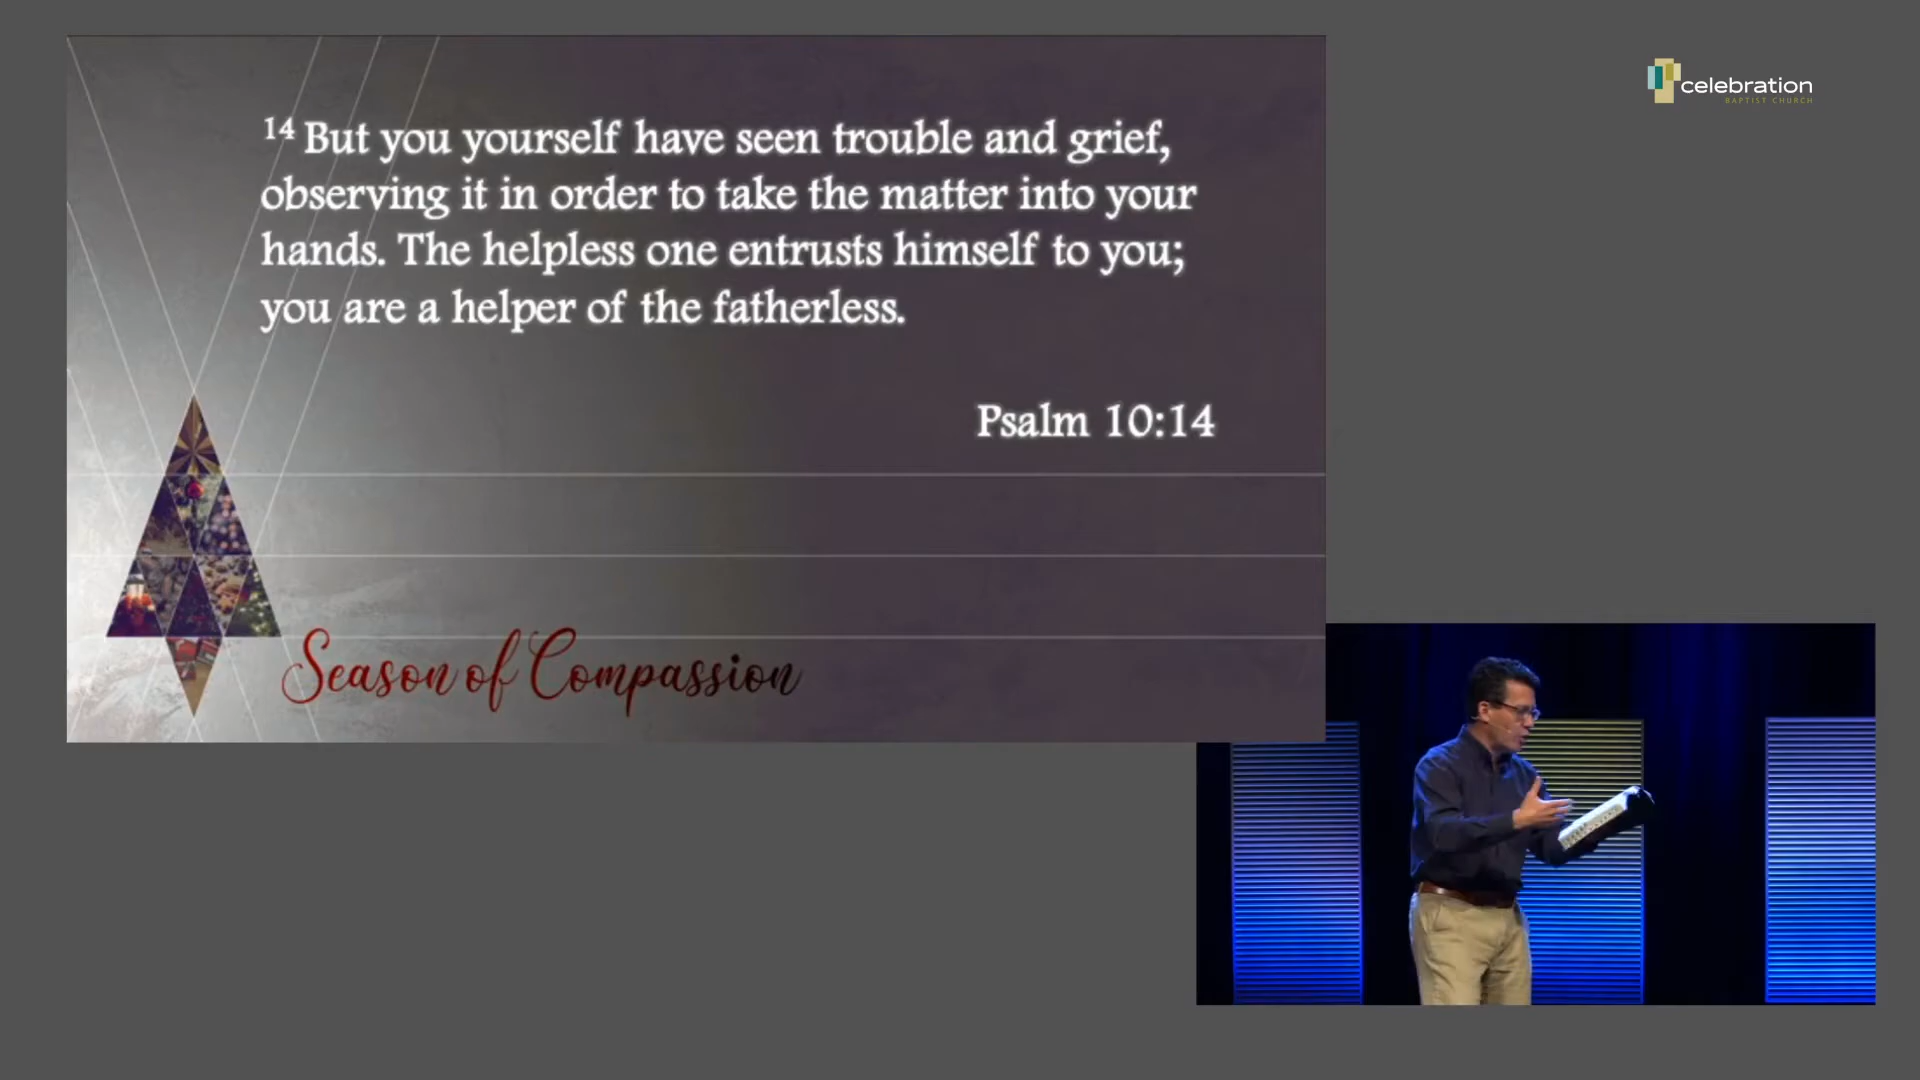 14 But you yourself have seen trouble and grief,
observing it in order to take the matter into your
hands. The helpless one entrusts himself to you;
you are a helper of the fatherless.
Psalm 10:14
Season of Compassion
celebration
BAPTIST CHURCH